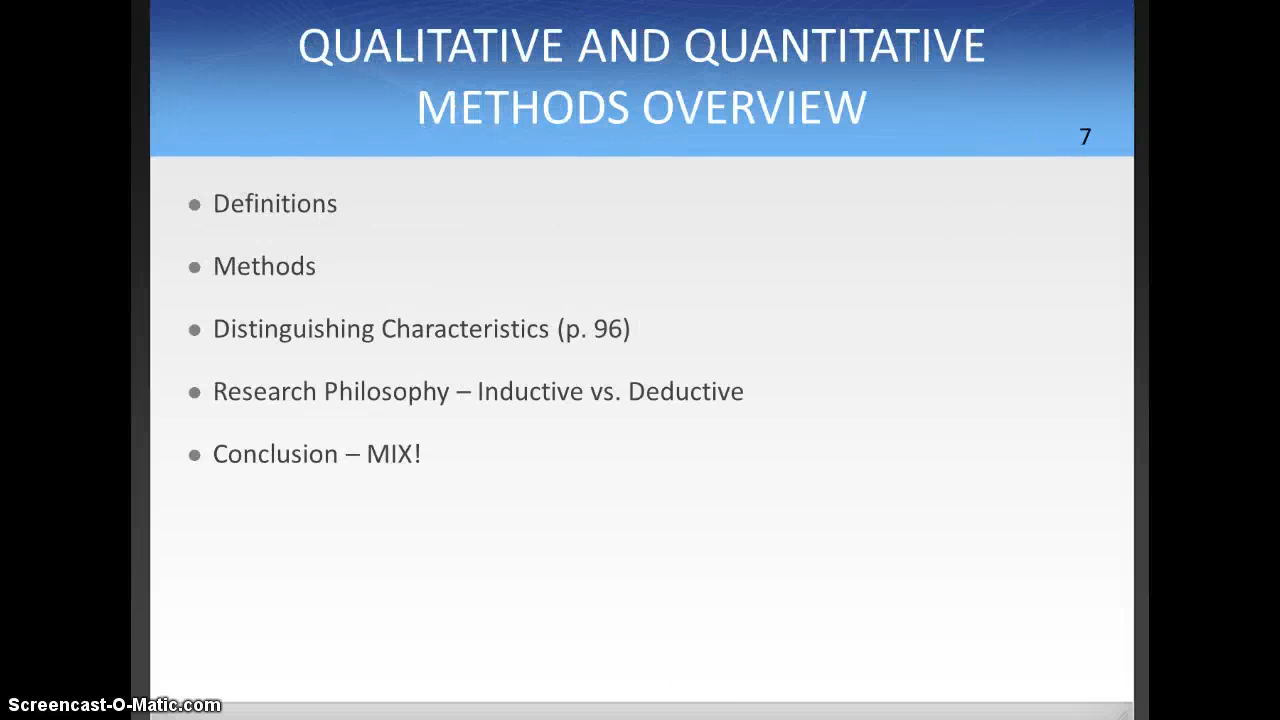 QUALITATIVE AND QUANTITATIVE
METHODS OVERVIEW
7
Definitions
Methods
Distinguishing Characteristics (p. 96)
Research Philosophy – Inductive vs. Deductive
Conclusion – MIX!
Screencast-O-Matic.com